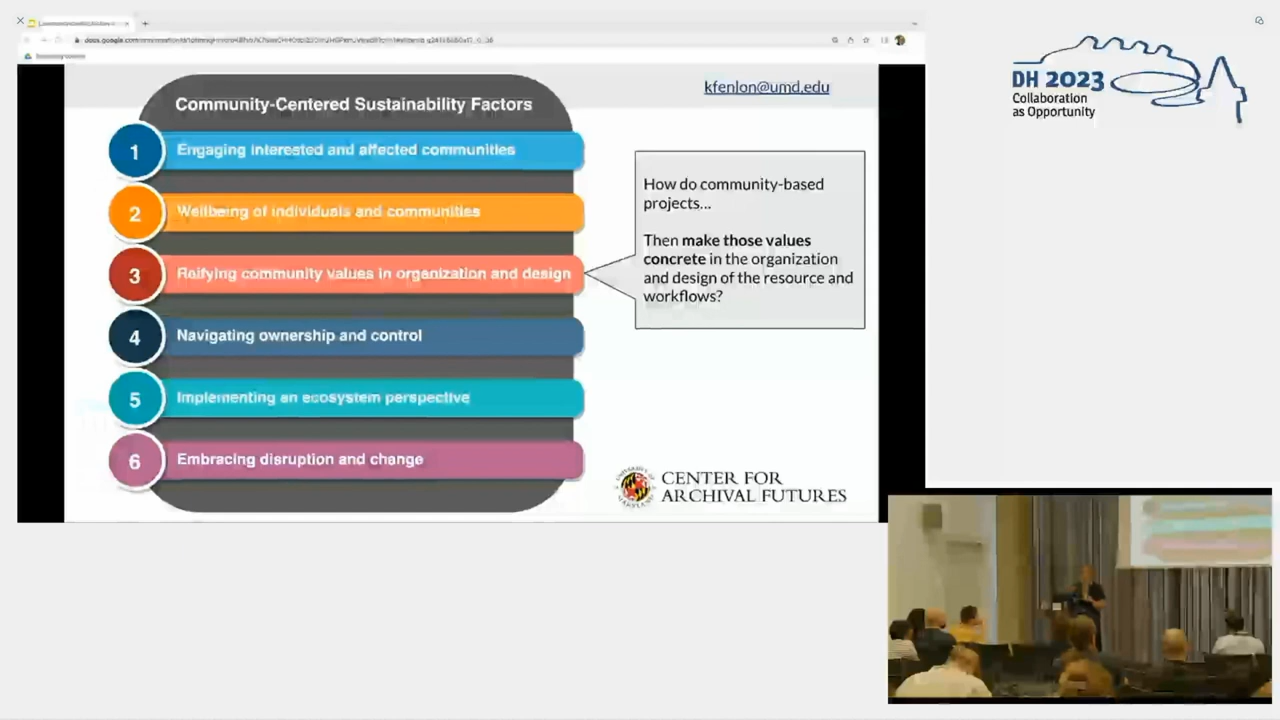 kfenlon@umd.edu
DH 2023
Collaboration
as Opportunity
Community-Centered Sustainability Factors
1 Engaging interested and affected communities
2 Wellbeing of individuals and communities
3 Reifying community values in organization and design
4 Navigating ownership and control
5 Implementing an ecosystem perspective
6 Embracing disruption and change
How do community-based
projects...
Then make those values
concrete in the organization
and design of the resource and
workflows?
CENTER FOR
ARCHIVAL FUTURES